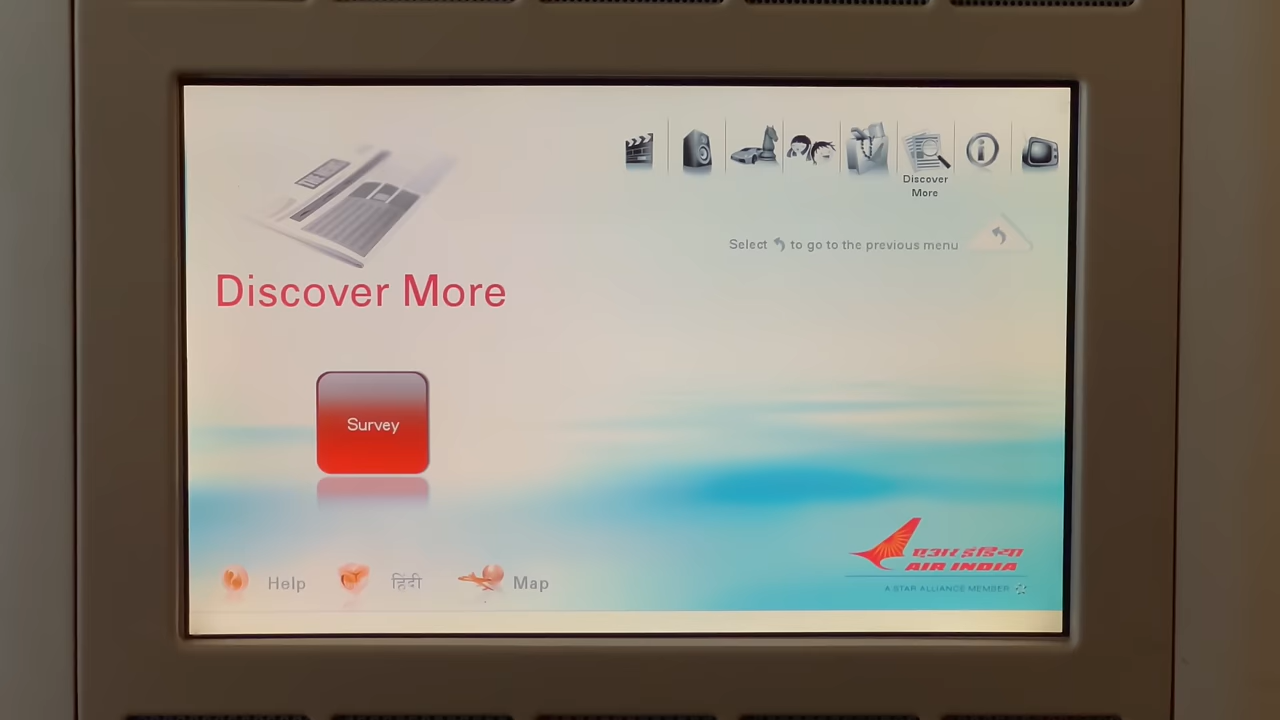 Discover
More
Select to go to the previous menu
Discover More
Survey
एअर इंडिया
AIR INDIA
A STAR ALLIANCE MEMBER
Help
हिंदी
Map